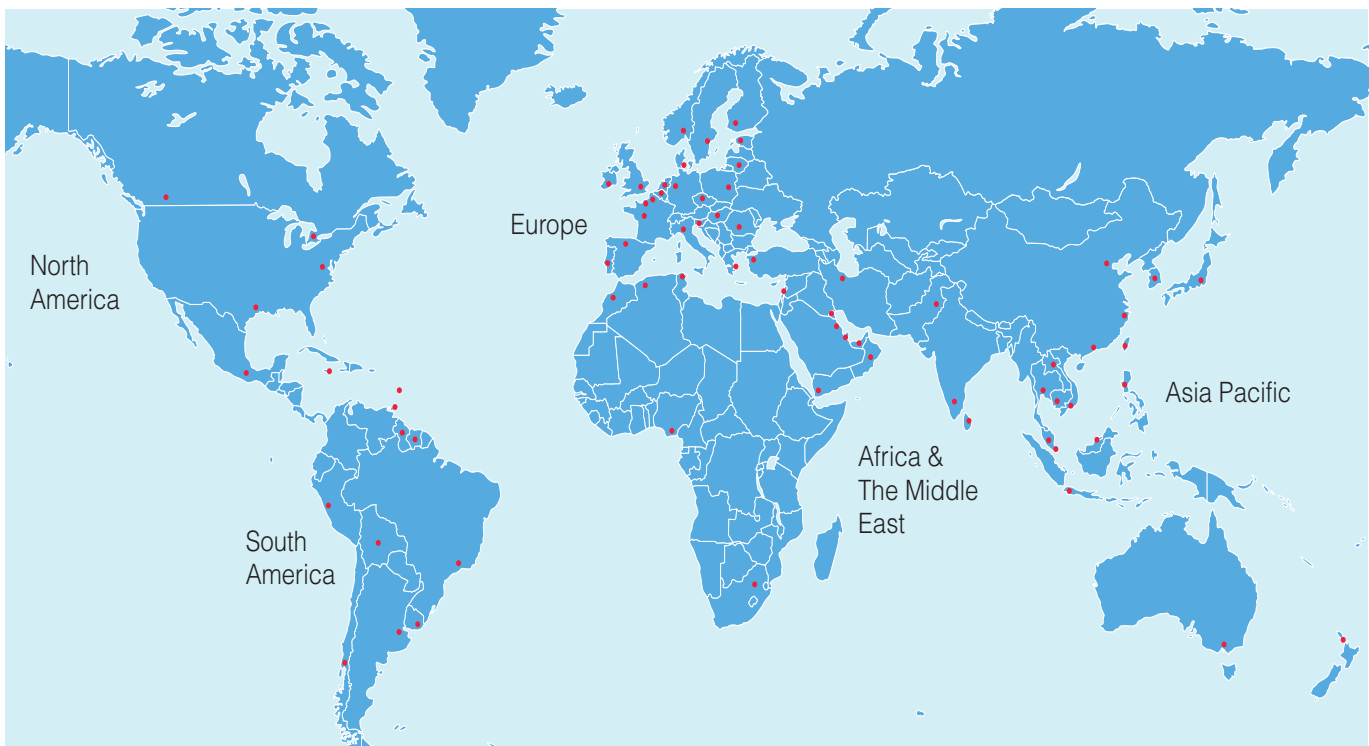 Europe
North
America
Asia Pacific
Africa &
The Middle
East
South
America